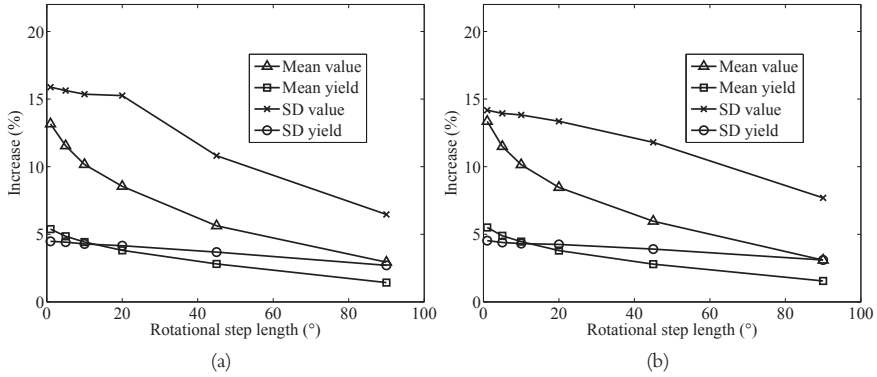 20
15
10
5
0
Increase (%)
Mean value
Mean yield
SD value
SD yield
0 20 40 60 80 100
Rotational step length (°)
(a)
20
15
10
5
0
Increase (%)
Mean value
Mean yield
SD value
SD yield
0 20 40 60 80 100
Rotational step length (°)
(b)